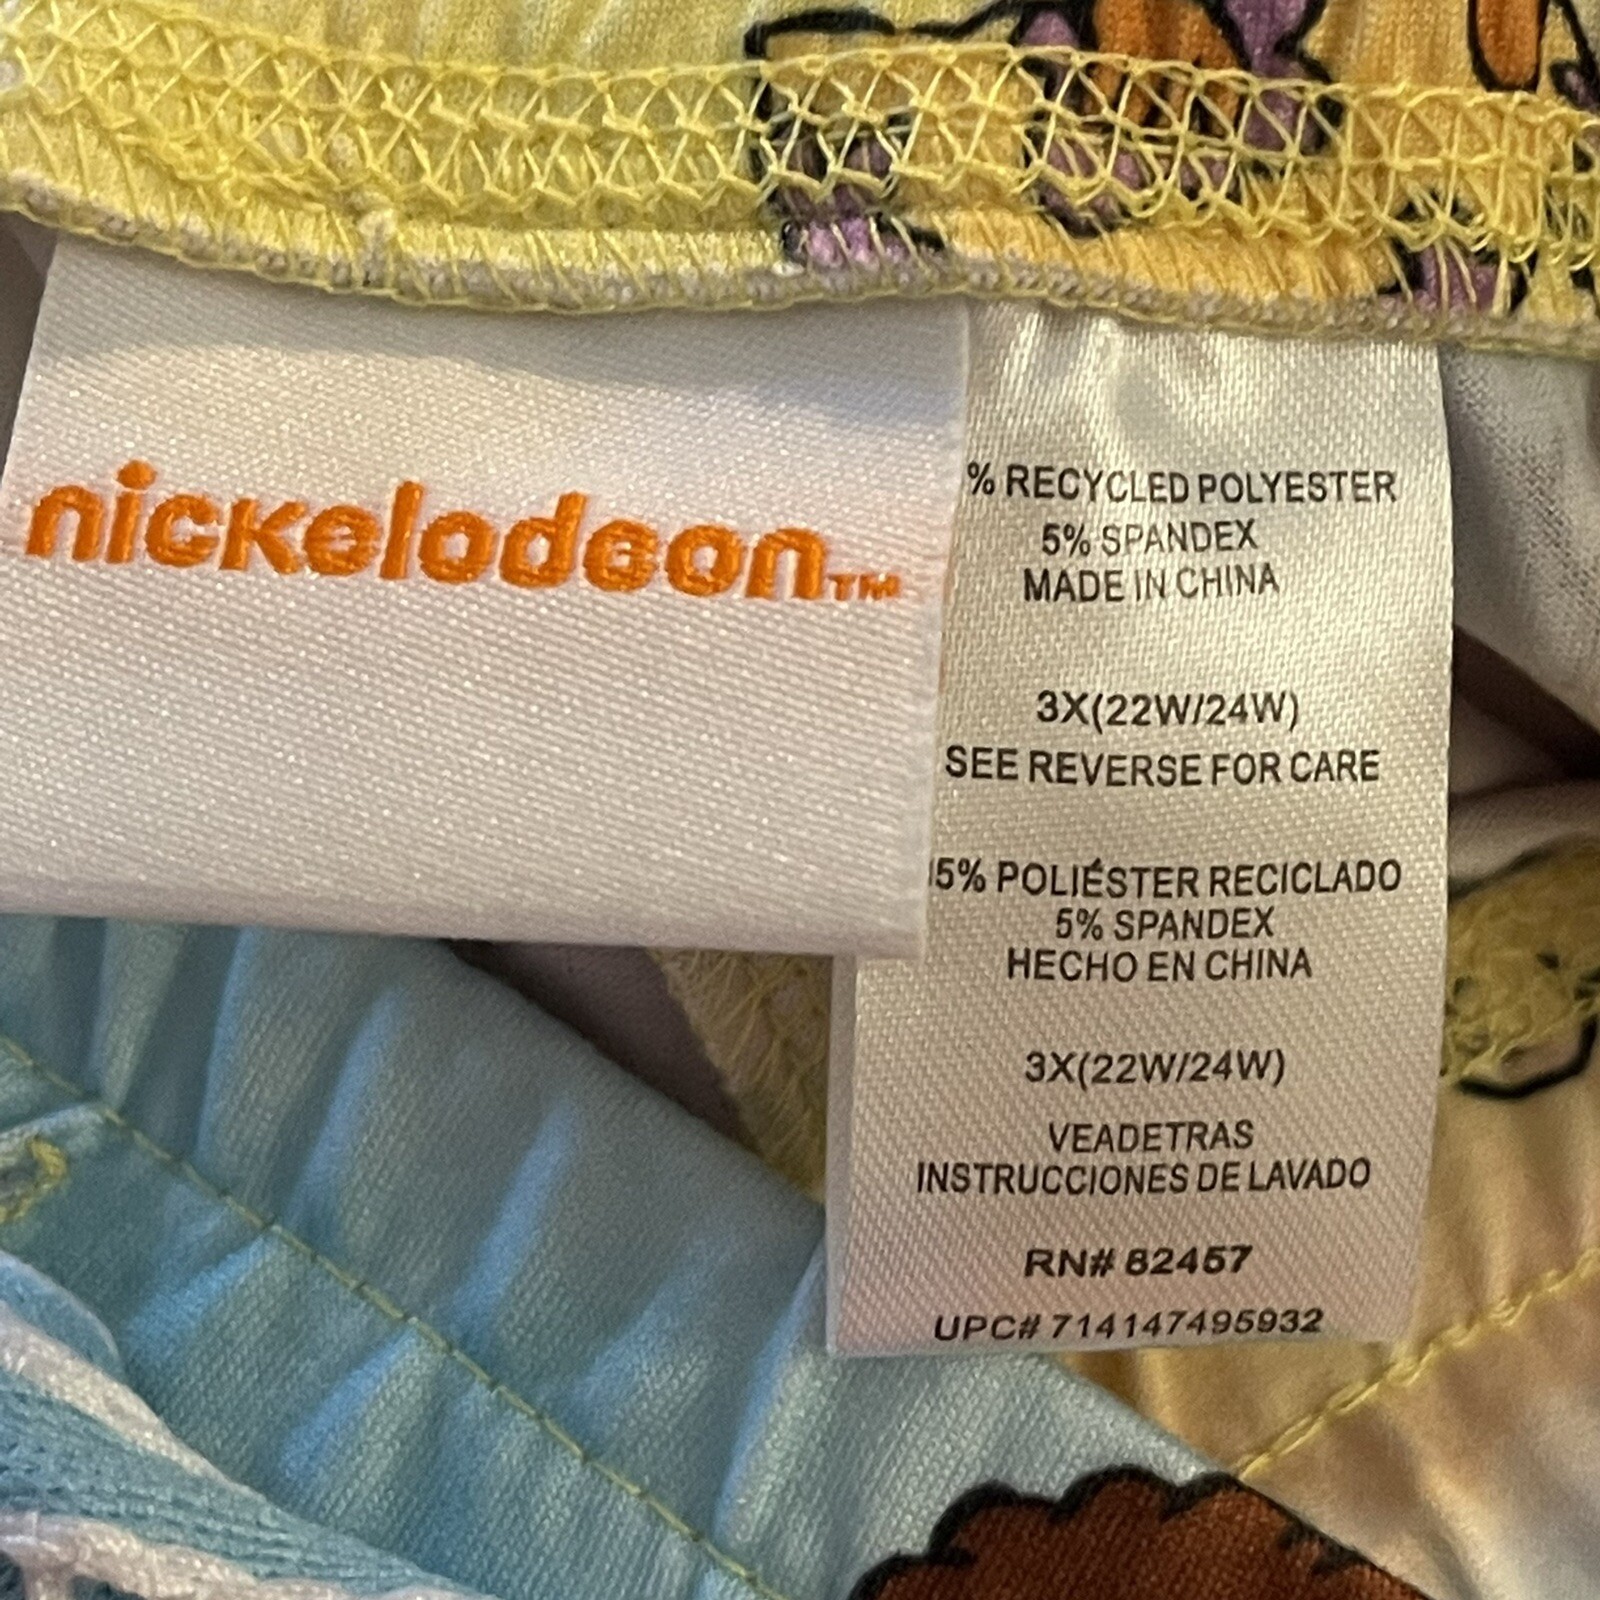 nickelodeon™
% RECYCLED POLYESTER
5% SPANDEX
MADE IN CHINA
3X(22W/24W)
SEE REVERSE FOR CARE
5% POLIÉSTER RECICLADO
5% SPANDEX
HECHO EN CHINA
3X(22W/24W)
VEADETRAS
INSTRUCCIONES DE LAVADO
RN# 82457
UPC# 714147495932